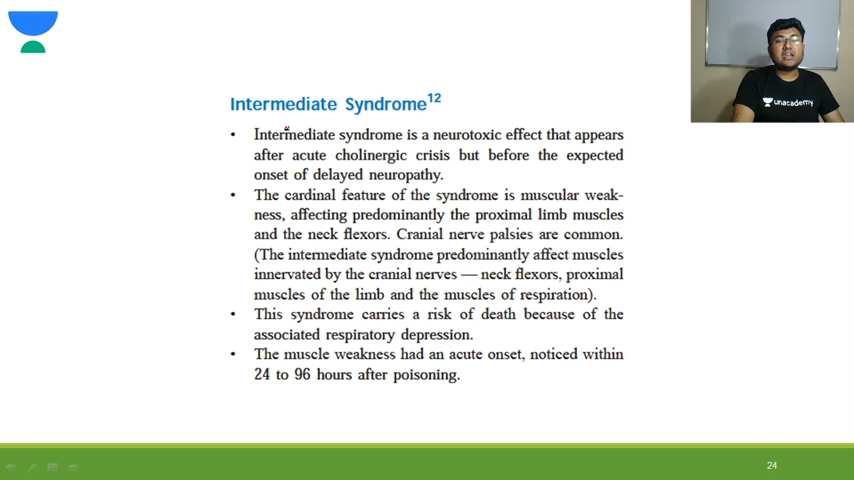 unacademy
Intermediate Syndrome12
• Intermediate syndrome is a neurotoxic effect that appears
after acute cholinergic crisis but before the expected
onset of delayed neuropathy.
• The cardinal feature of the syndrome is muscular weak-
ness, affecting predominantly the proximal limb muscles
and the neck flexors. Cranial nerve palsies are common.
(The intermediate syndrome predominantly affect muscles
innervated by the cranial nerves — neck flexors, proximal
muscles of the limb and the muscles of respiration).
• This syndrome carries a risk of death because of the
associated respiratory depression.
• The muscle weakness had an acute onset, noticed within
24 to 96 hours after poisoning.
24